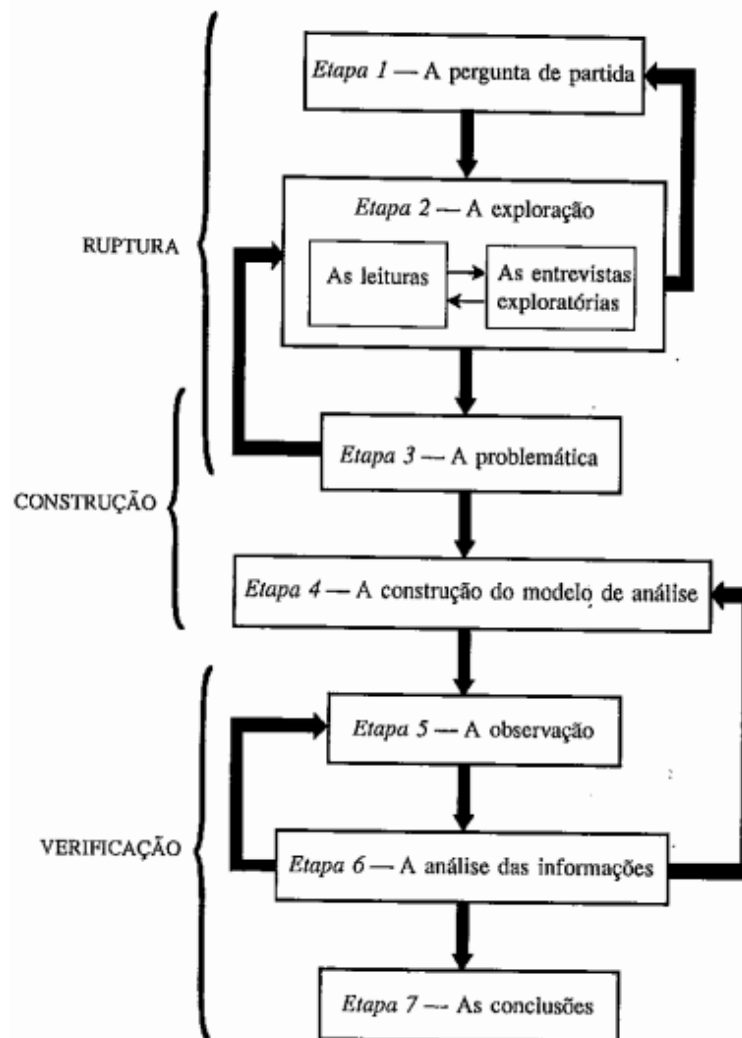 Etapa 1 — A pergunta de partida
Etapa 2 — A exploração
RUPTURA
As leituras
As entrevistas
exploratórias
Etapa 3 — A problemática
CONSTRUÇÃO
Etapa 4 — A construção do modelo de análise
Etapa 5 — A observação
VERIFICAÇÃO
Etapa 6 — A análise das informações
Etapa 7 — As conclusões